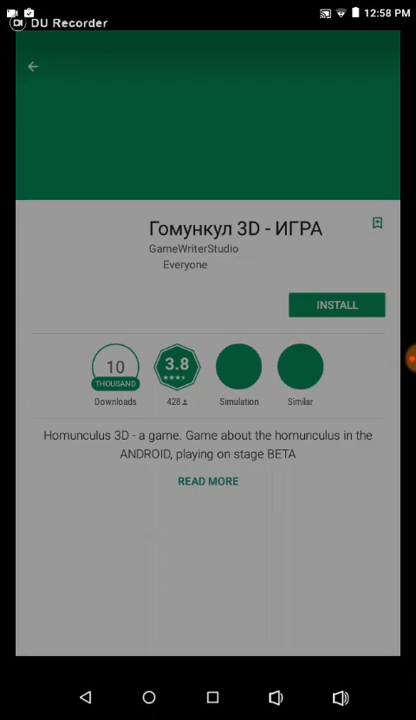 12:58 PM
DU Recorder
Гомункул 3D - ИГРА
GameWriterStudio
Everyone
INSTALL
10
THOUSAND
Downloads
3.8
428
Simulation
Similar
Homunculus 3D - a game. Game about the homunculus in the
ANDROID, playing on stage BETA
READ MORE